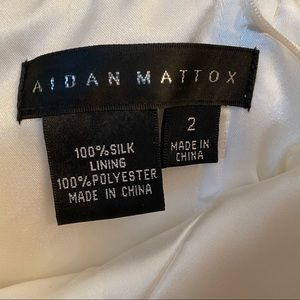 AIDAN MATTOX
100%SILK
LINING
100%POLYESTER
MADE IN CHINA
2
MADE IN
CHINA